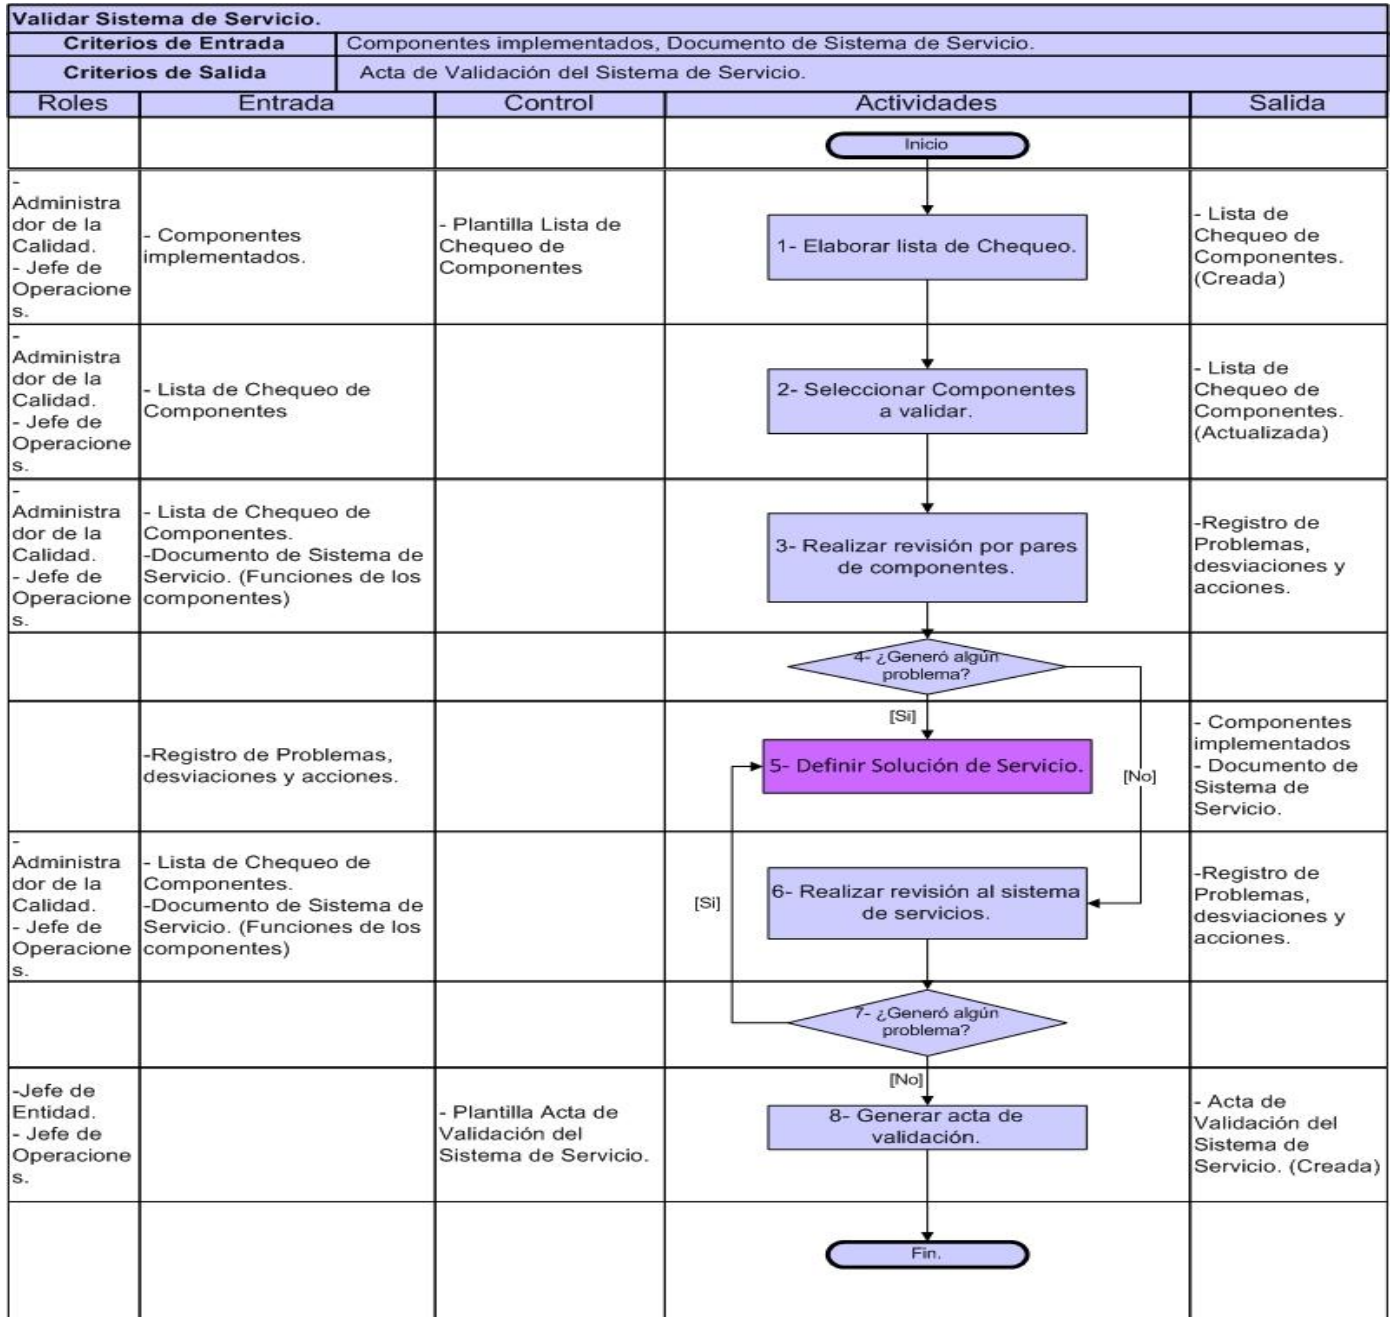 Validar Sistema de Servicio.
Criterios de Entrada
Componentes implementados, Documento de Sistema de Servicio.
Criterios de Salida
Acta de Validación del Sistema de Servicio.
Roles
Entrada
Control
Actividades
Salida
Inicio
-
Administra
dor de la
Calidad.
- Jefe de
Operacione
s.
- Componentes
implementados.
- Plantilla Lista de
Chequeo de
Componentes
1- Elaborar lista de Chequeo.
- Lista de
Chequeo de
Componentes.
(Creada)
-
Administra
dor de la
Calidad.
- Jefe de
Operacione
s.
- Lista de Chequeo de
Componentes
2- Seleccionar Componentes
a validar.
- Lista de
Chequeo de
Componentes.
(Actualizada)
-
Administra
dor de la
Calidad.
- Jefe de
Operacione
s.
- Lista de Chequeo de
Componentes.
-Documento de Sistema de
Servicio. (Funciones de los
componentes)
3- Realizar revisión por pares
de componentes.
-Registro de
Problemas,
desviaciones y
acciones.
4- ¿Generó algún
problema?
[Si]
[No]
-Registro de Problemas,
desviaciones y acciones.
5- Definir Solución de Servicio.
- Componentes
implementados
- Documento de
Sistema de
Servicio.
-
Administra
dor de la
Calidad.
- Jefe de
Operacione
s.
- Lista de Chequeo de
Componentes.
-Documento de Sistema de
Servicio. (Funciones de los
componentes)
[Si]
6- Realizar revisión al sistema
de servicios.
-Registro de
Problemas,
desviaciones y
acciones.
7- ¿Generó algún
problema?
[No]
-Jefe de
Entidad.
- Jefe de
Operacione
s.
- Plantilla Acta de
Validación del
Sistema de Servicio.
8- Generar acta de
validación.
- Acta de
Validación del
Sistema de
Servicio. (Creada)
Fin.